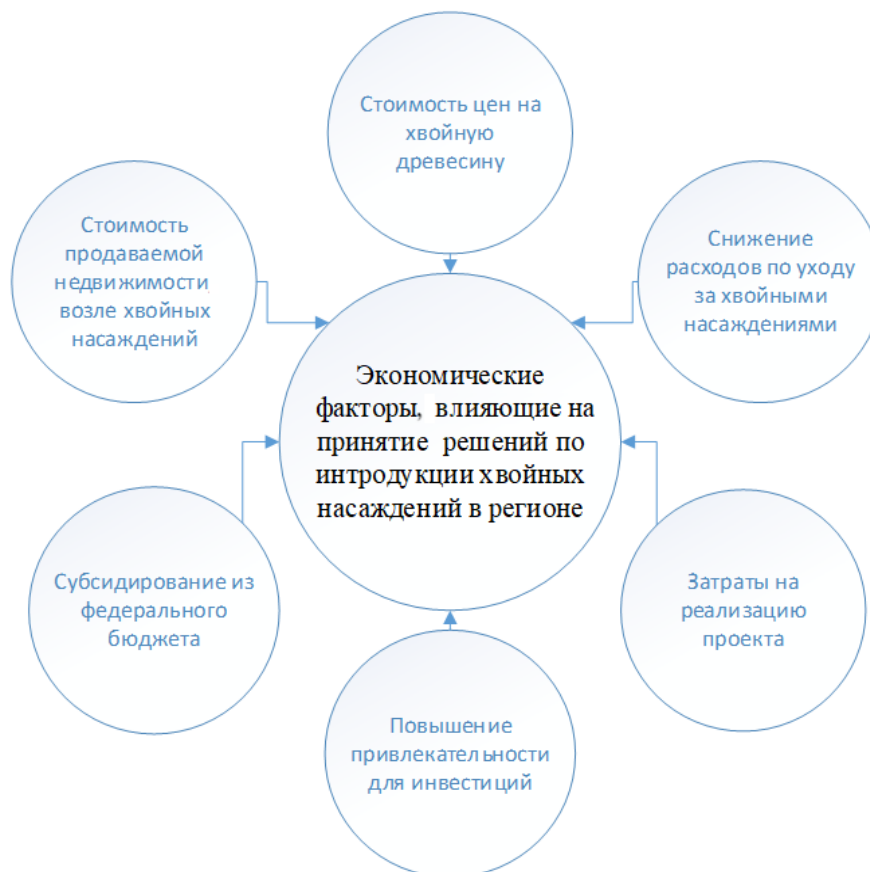 Стоимость цен на
хвойную
древесину
Стоимость
продаваемой
недвижимости
возле хвойных
насаждений
Снижение
расходов по уходу
за хвойными
насаждениями
Экономические
факторы, влияющие на
принятие решений по
интродукции хвойных
насаждений в регионе
Субсидирование из
федерального
бюджета
Затраты на
реализацию
проекта
Повышение
привлекательности
для инвестиций